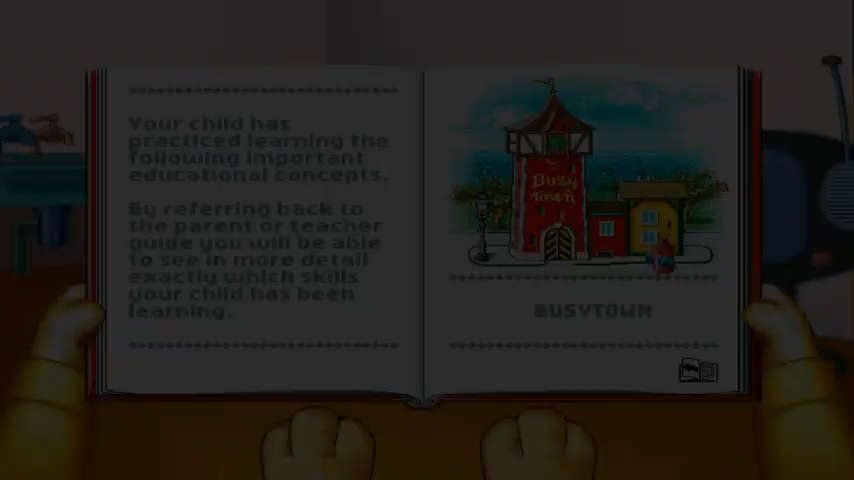 Your child has
practiced learning the
following important
educational concepts.
By referring back to
the parent or teacher
guide you will be able
to see in more detail
exactly which skills
your child has been
learning.
Busy
Town
BUSYTOWN